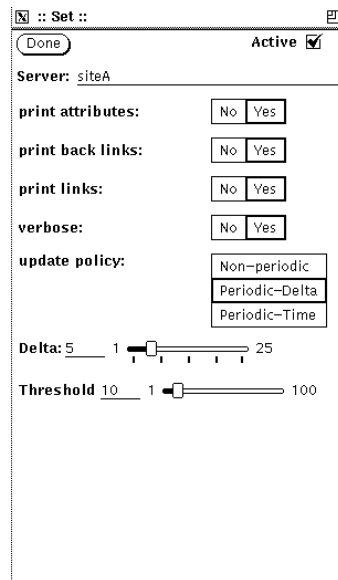 :: Set ::
Done Active
Server: siteA
print attributes: No Yes
print back links: No Yes
print links: No Yes
verbose: No Yes
update policy: Non-periodic
Periodic-Delta
Periodic-Time
Delta: 5 1 25
Threshold 10 1 100